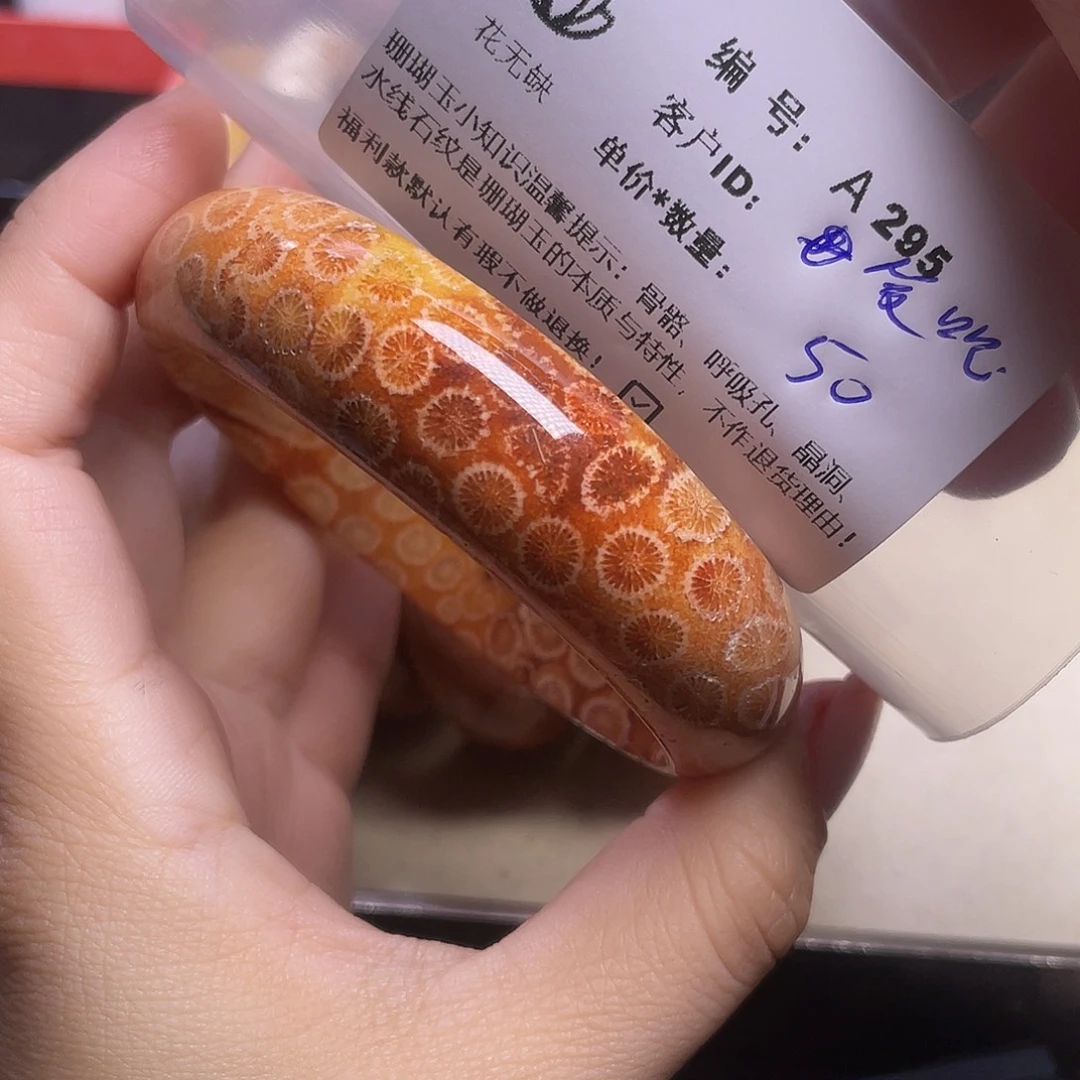 花无缺
编号: A 295
客户ID:
单价*数量: 50
珊瑚玉小知识温馨提示: 骨骼、呼吸孔、晶洞、
水线石纹是珊瑚玉的本质与特性, 不作退货理由!
福利款默认有瑕不做退换! ☑